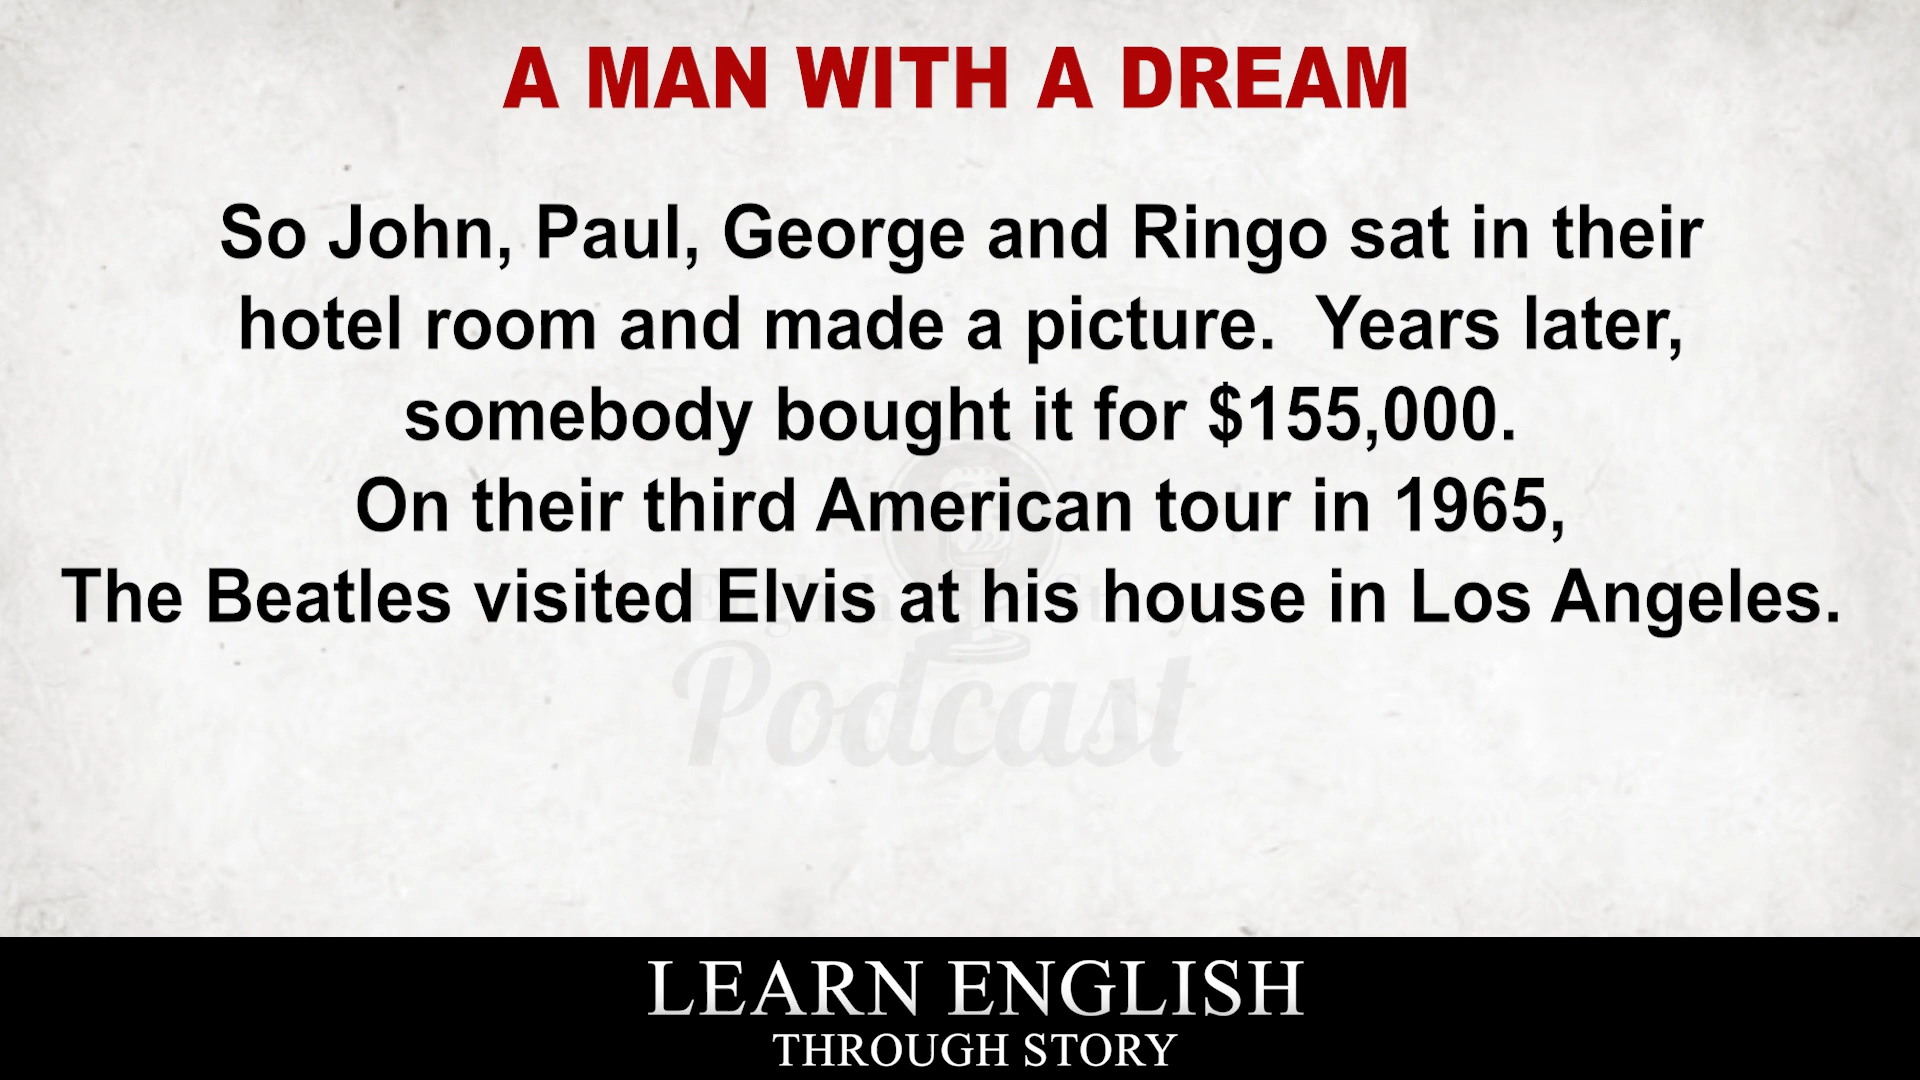 A MAN WITH A DREAM
So John, Paul, George and Ringo sat in their
hotel room and made a picture.  Years later,
somebody bought it for $155,000.
On their third American tour in 1965,
The Beatles visited Elvis at his house in Los Angeles.
Podcast
LEARN ENGLISH
THROUGH STORY